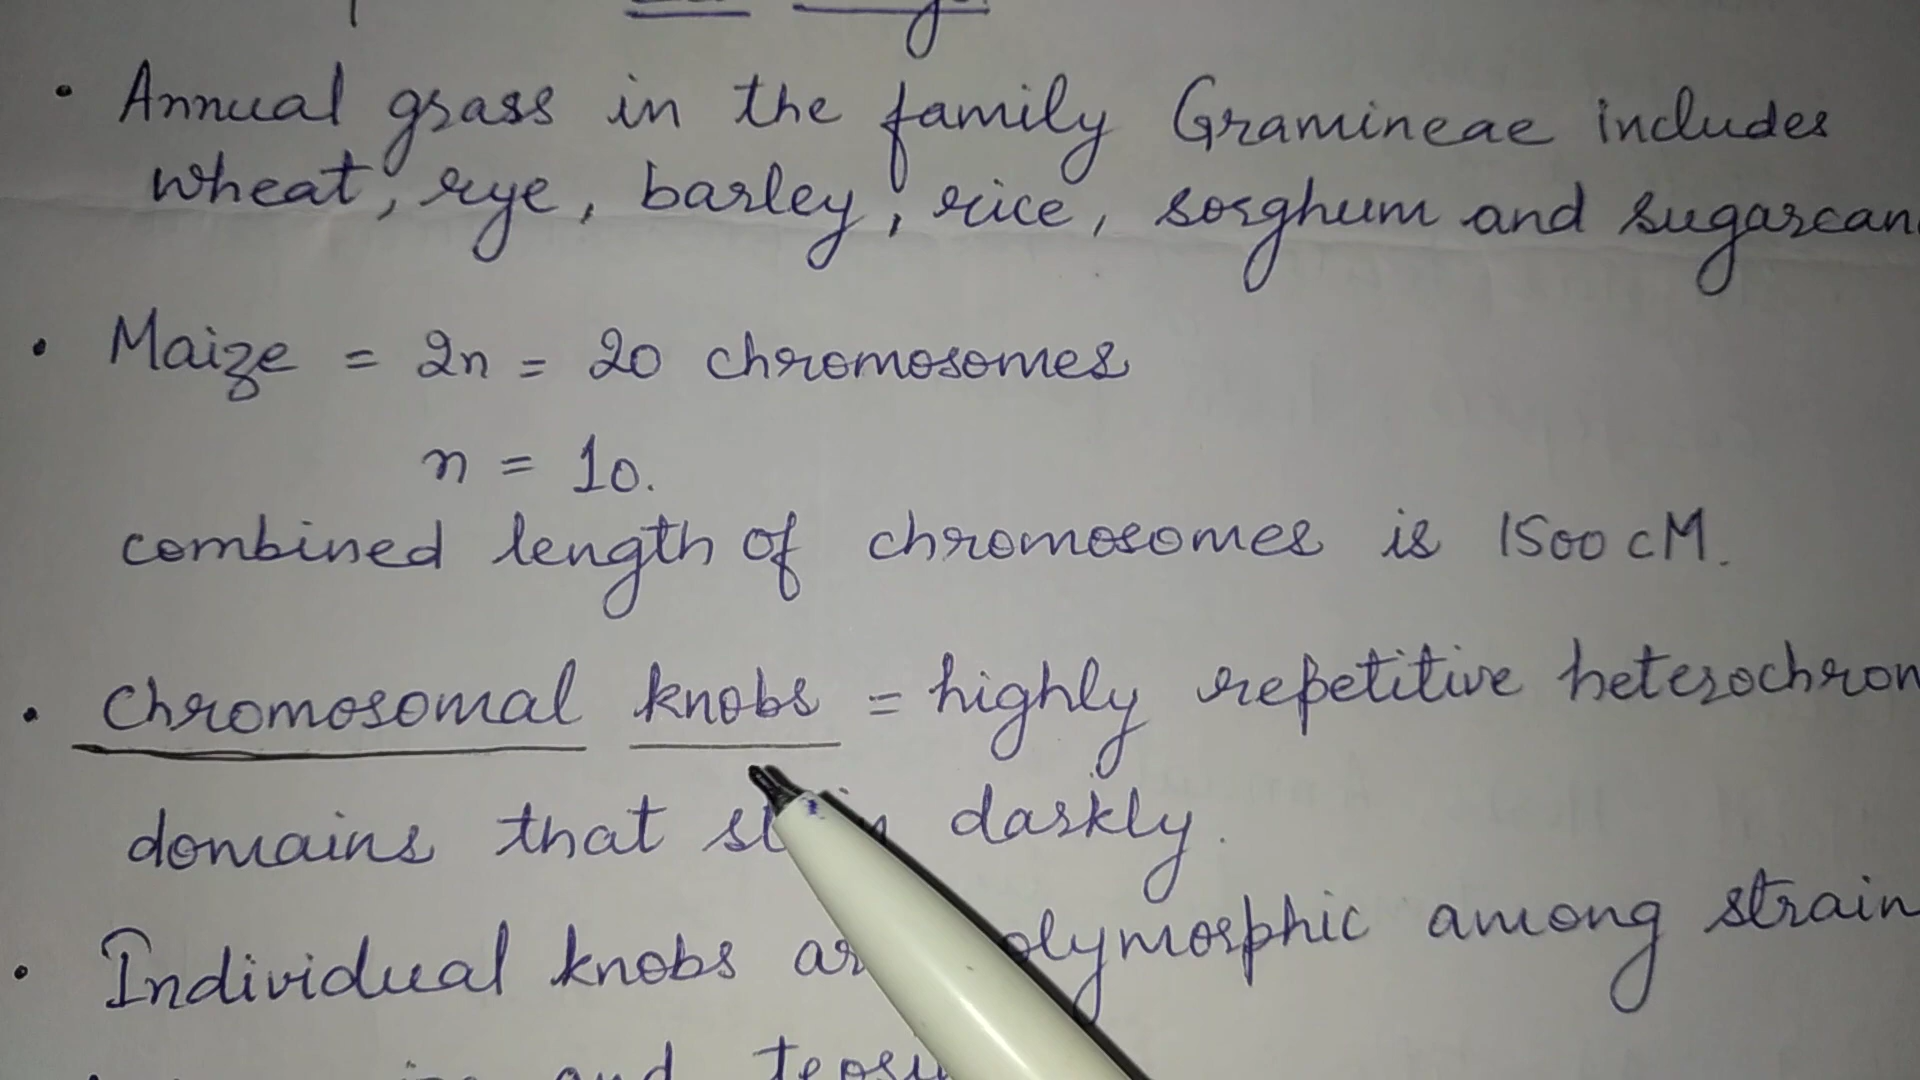 • Annual grass in the family Gramineae includes
wheat, rye, barley, rice, sorghum and sugarcan
• Maize = 2n = 20 chromosomes
n = 10.
combined length of chromosomes is 1500 cM.
• Chromosomal knobs = highly repetitive heterochrom
domains that darkly.
• Individual knobs among strain
and